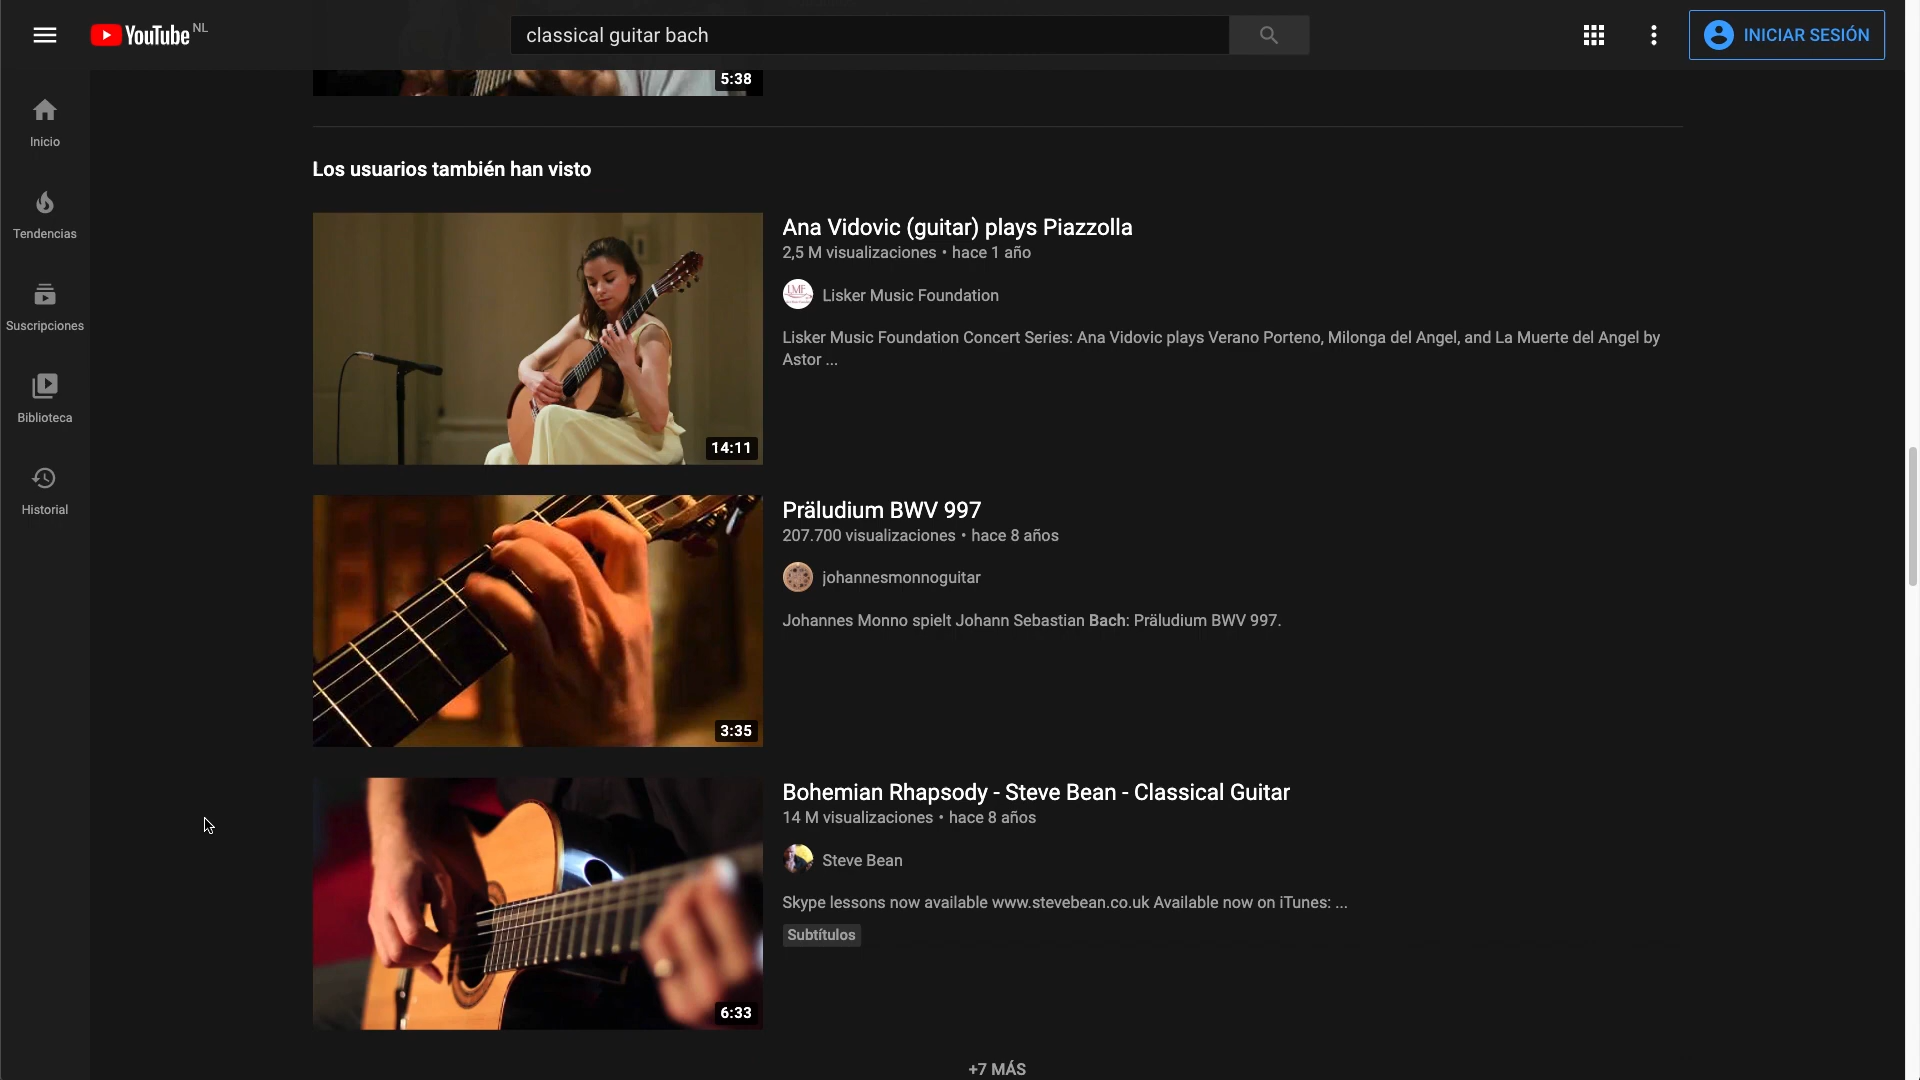 YouTube NL
classical guitar bach
INICIAR SESIÓN
5:38
Inicio
Tendencias
Suscripciones
Biblioteca
Historial
Los usuarios también han visto
14:11
Ana Vidovic (guitar) plays Piazzolla
2,5 M visualizaciones • hace 1 año
LMF
Lisker Music Foundation
Lisker Music Foundation Concert Series: Ana Vidovic plays Verano Porteno, Milonga del Angel, and La Muerte del Angel by
Astor ...
3:35
Präludium BWV 997
207.700 visualizaciones • hace 8 años
johannesmonnoguitar
Johannes Monno spielt Johann Sebastian Bach: Präludium BWV 997.
6:33
Bohemian Rhapsody - Steve Bean - Classical Guitar
14 M visualizaciones • hace 8 años
Steve Bean
Skype lessons now available www.stevebean.co.uk Available now on iTunes: ...
Subtítulos
+7 MÁS